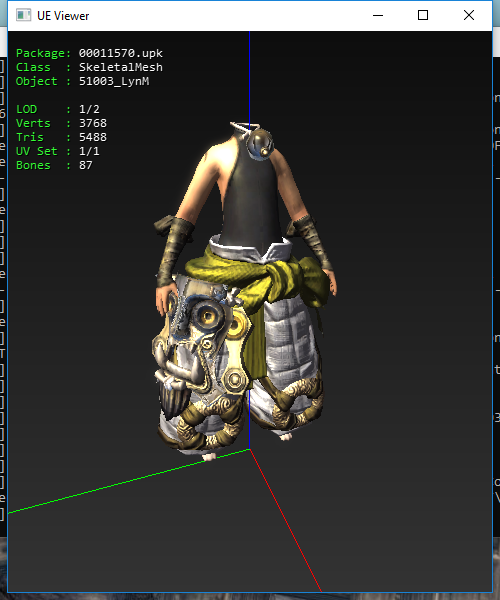 UE Viewer
Package: 00011570.upk
Class : SkeletalMesh
Object : 51003_LynM
LOD : 1/2
Verts : 3768
Tris : 5488
UV Set : 1/1
Bones : 87